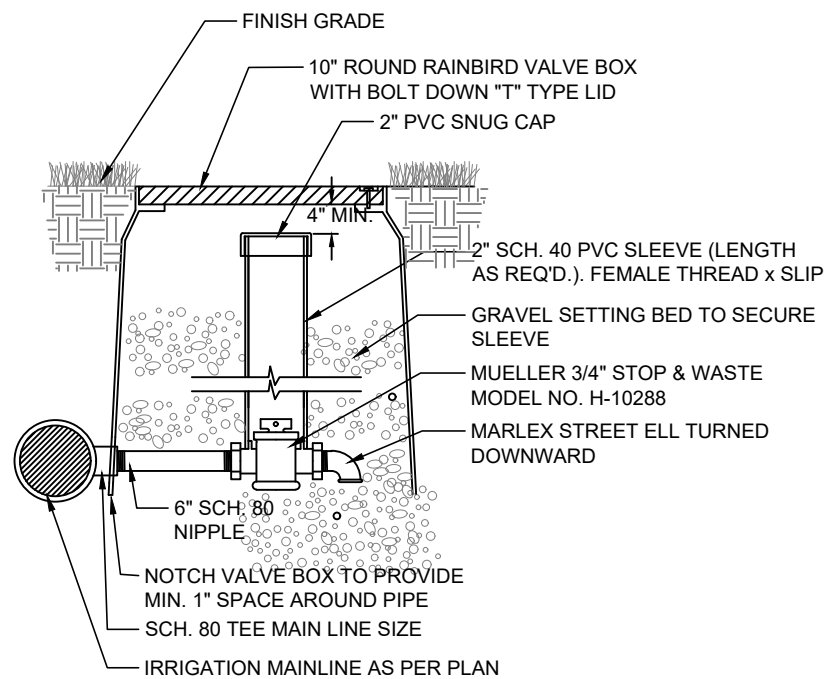 FINISH GRADE
10" ROUND RAINBIRD VALVE BOX
WITH BOLT DOWN "T" TYPE LID
2" PVC SNUG CAP
4" MIN.
2" SCH. 40 PVC SLEEVE (LENGTH
AS REQ'D.). FEMALE THREAD x SLIP
GRAVEL SETTING BED TO SECURE
SLEEVE
MUELLER 3/4" STOP & WASTE
MODEL NO. H-10288
MARLEX STREET ELL TURNED
DOWNWARD
6" SCH. 80
NIPPLE
NOTCH VALVE BOX TO PROVIDE
MIN. 1" SPACE AROUND PIPE
SCH. 80 TEE MAIN LINE SIZE
IRRIGATION MAINLINE AS PER PLAN